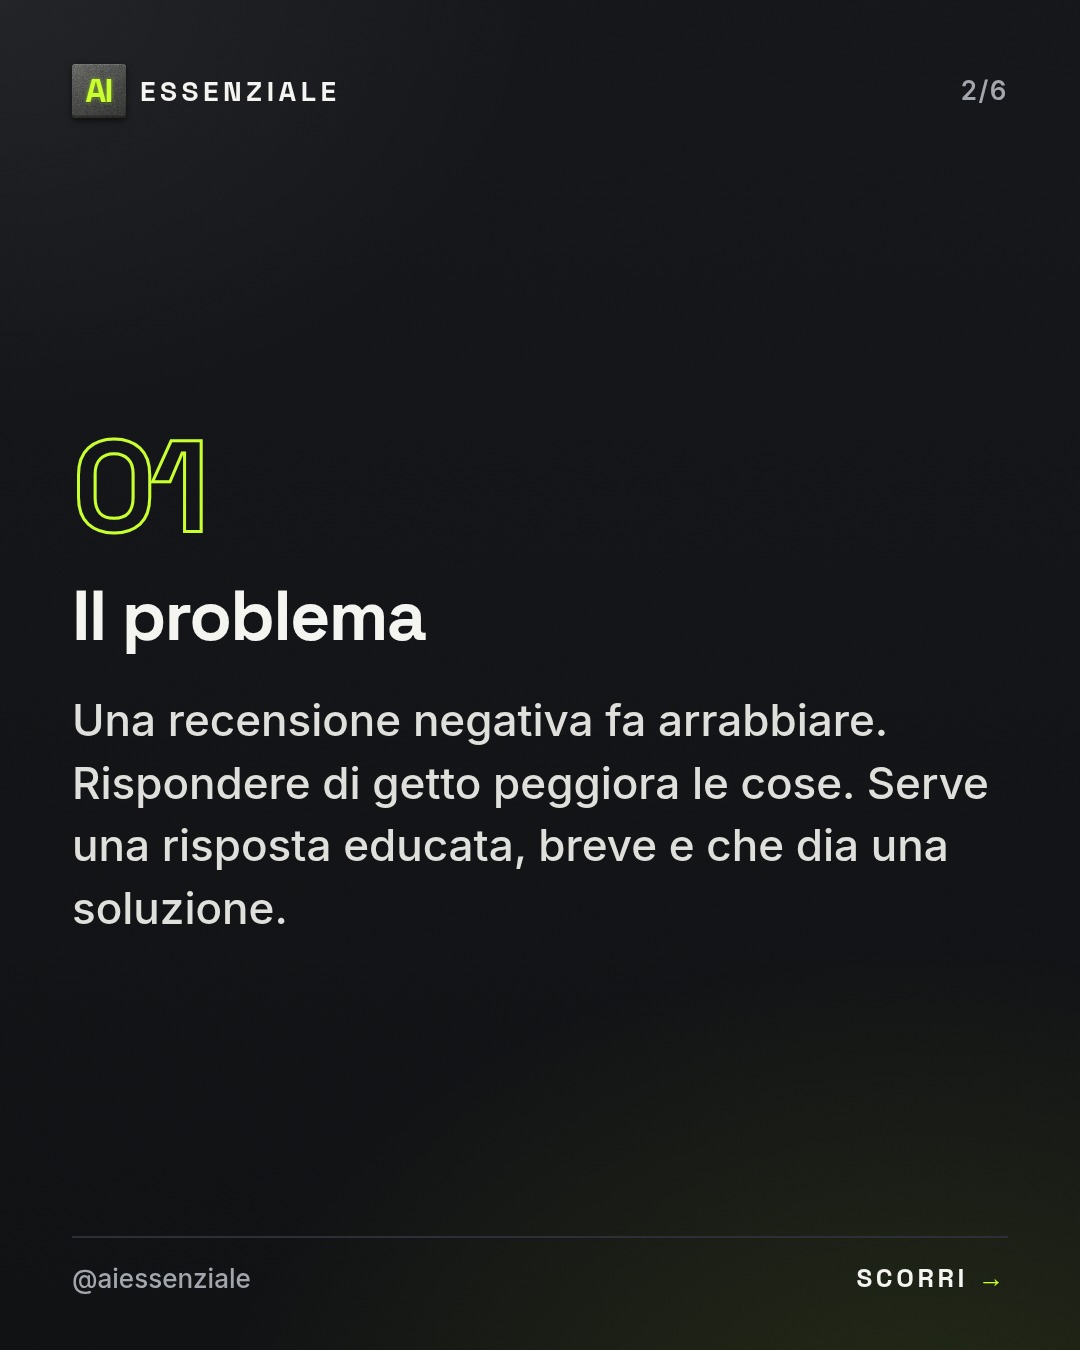 AI ESSENZIALE
2/6
01
Il problema
Una recensione negativa fa arrabbiare.
Rispondere di getto peggiora le cose. Serve
una risposta educata, breve e che dia una
soluzione.
@aiessenziale
SCORRI →